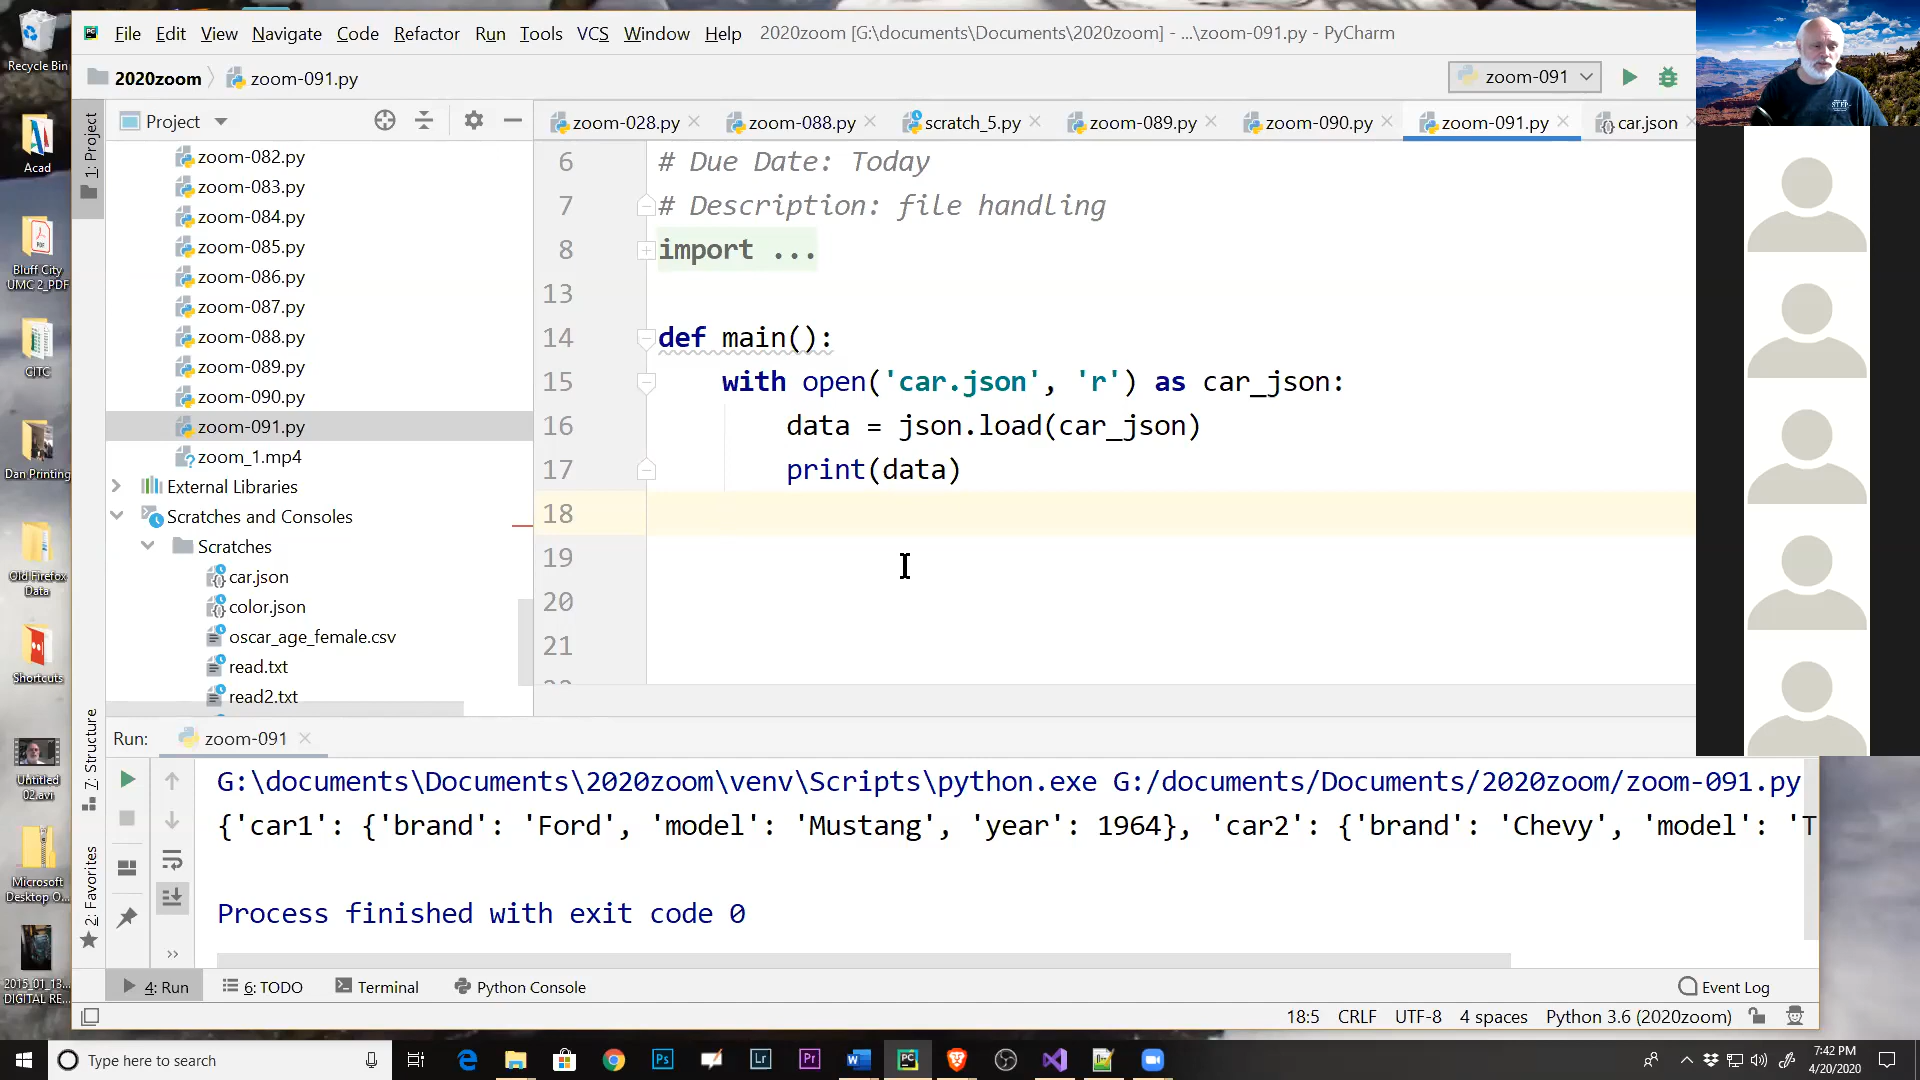 File Edit View Navigate Code Refactor Run Tools VCS Window Help 2020zoom [G:\documents\Documents\2020zoom] - ...\zoom-091.py - PyCharm
2020zoom zoom-091.py
zoom-091
Project
zoom-028.py zoom-088.py scratch_5.py zoom-089.py zoom-090.py zoom-091.py car.json
1: Project
zoom-082.py
zoom-083.py
zoom-084.py
zoom-085.py
zoom-086.py
zoom-087.py
zoom-088.py
zoom-089.py
zoom-090.py
zoom-091.py
zoom_1.mp4
External Libraries
Scratches and Consoles
Scratches
car.json
color.json
oscar_age_female.csv
read.txt
read2.txt
6 # Due Date: Today
7 # Description: file handling
8 import ...
13
14 def main():
15 with open('car.json', 'r') as car_json:
16 data = json.load(car_json)
17 print(data)
18
19
20
21
7: Structure
2: Favorites
Run: zoom-091
G:\documents\Documents\2020zoom\venv\Scripts\python.exe G:/documents/Documents/2020zoom/zoom-091.py
{'car1': {'brand': 'Ford', 'model': 'Mustang', 'year': 1964}, 'car2': {'brand': 'Chevy', 'model': 'T
Process finished with exit code 0
4: Run 6: TODO Terminal Python Console Event Log
18:5 CRLF UTF-8 4 spaces Python 3.6 (2020zoom)
Recycle Bin
Acad
Bluff City
UMC 2_PDF
CITC
Dan Printing
Old Firefox
Data
Shortcuts
Untitled
02.avi
Microsoft
Desktop O...
2015_01_13...
DIGITAL RE...
Type here to search
7:42 PM
4/20/2020